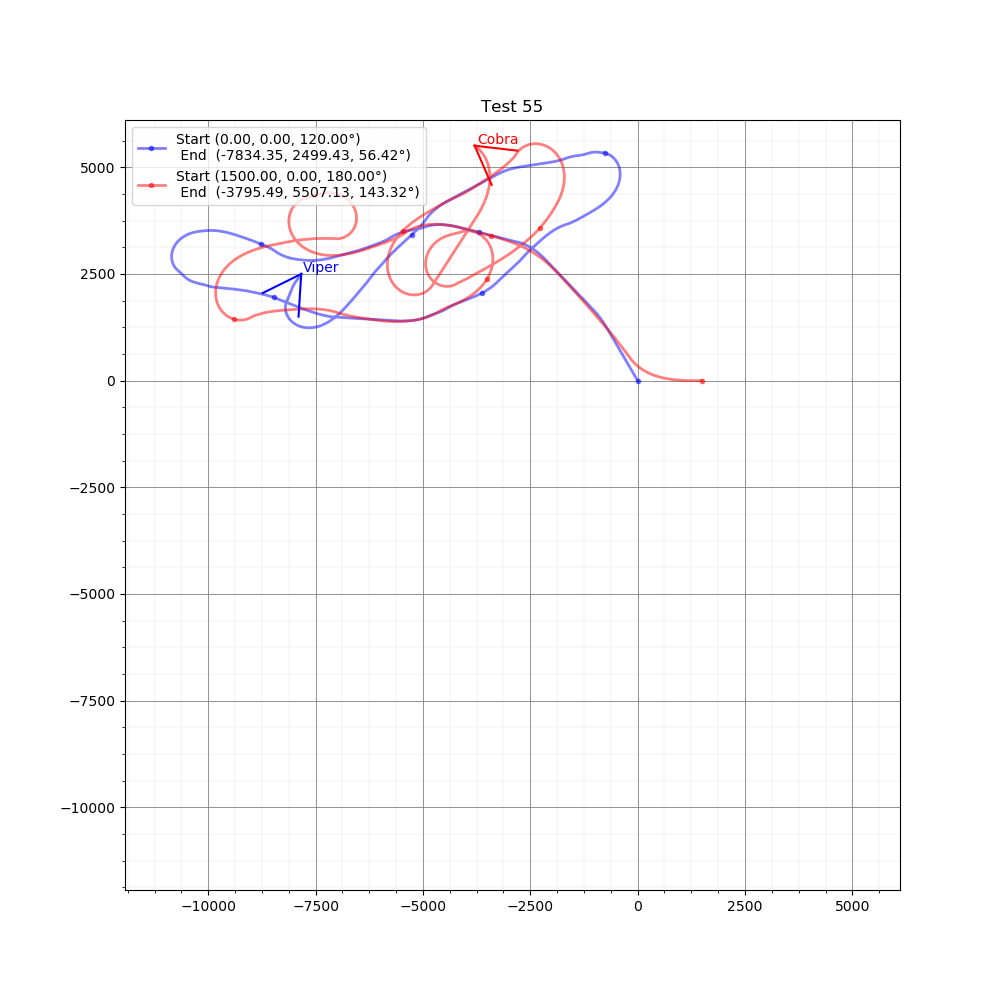 Test 55
Start (0.00, 0.00, 120.00°)
End  (-7834.35, 2499.43, 56.42°)
Start (1500.00, 0.00, 180.00°)
End  (-3795.49, 5507.13, 143.32°)
Cobra
Viper
5000
2500
0
−2500
−5000
−7500
−10000
−10000 −7500 −5000 −2500 0 2500 5000